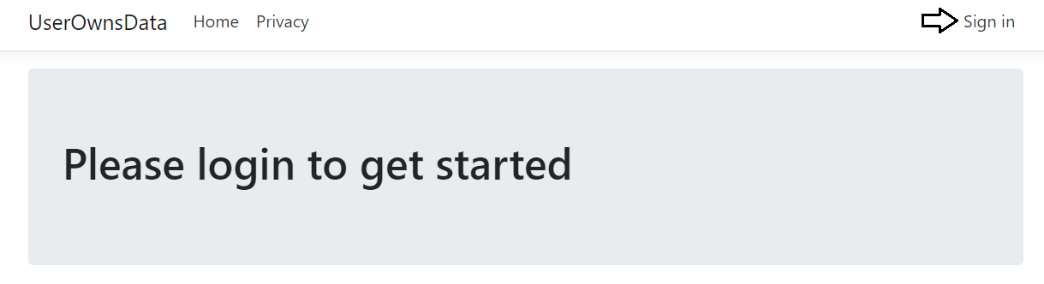 UserOwnsData Home Privacy Sign in
Please login to get started